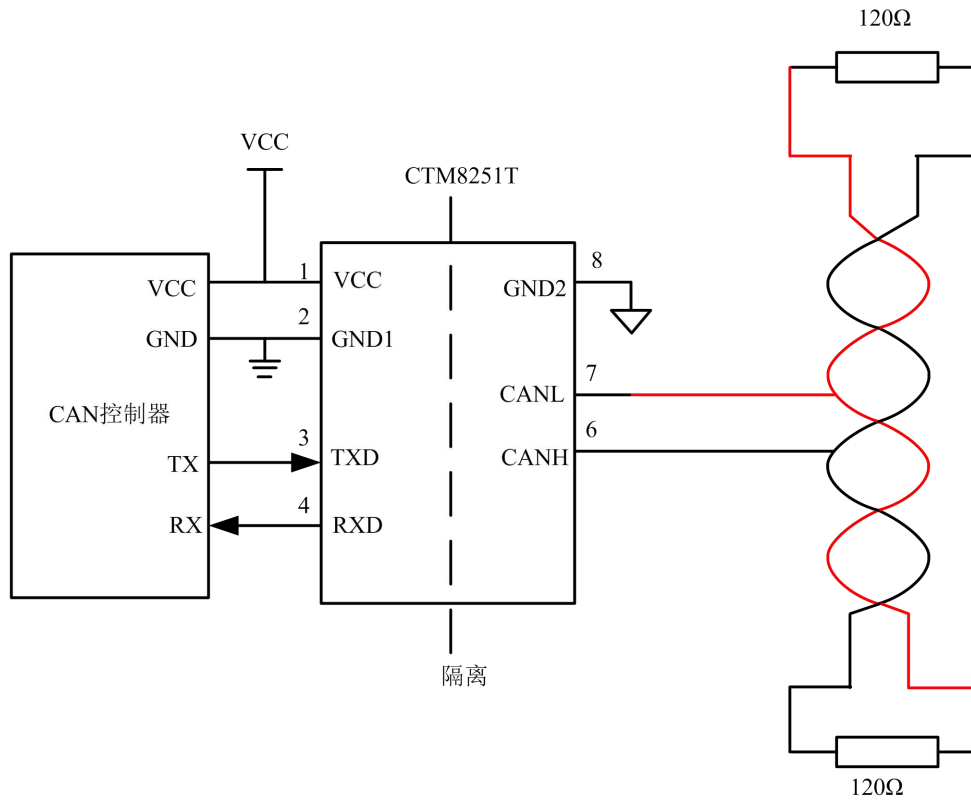 120Ω
VCC
CTM8251T
VCC
1
VCC
GND2
8
GND
2
GND1
CANL
7
CAN控制器
TX
3
TXD
CANH
6
RX
4
RXD
隔离
120Ω